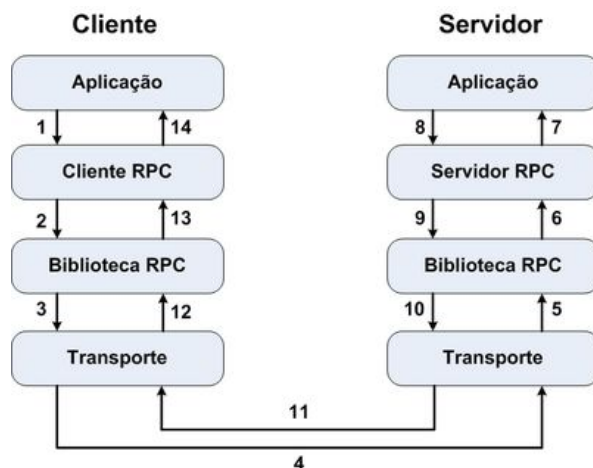 Cliente Servidor
Aplicação Aplicação
1 14 8 7
Cliente RPC Servidor RPC
2 13 9 6
Biblioteca RPC Biblioteca RPC
3 12 10 5
Transporte Transporte
11
4